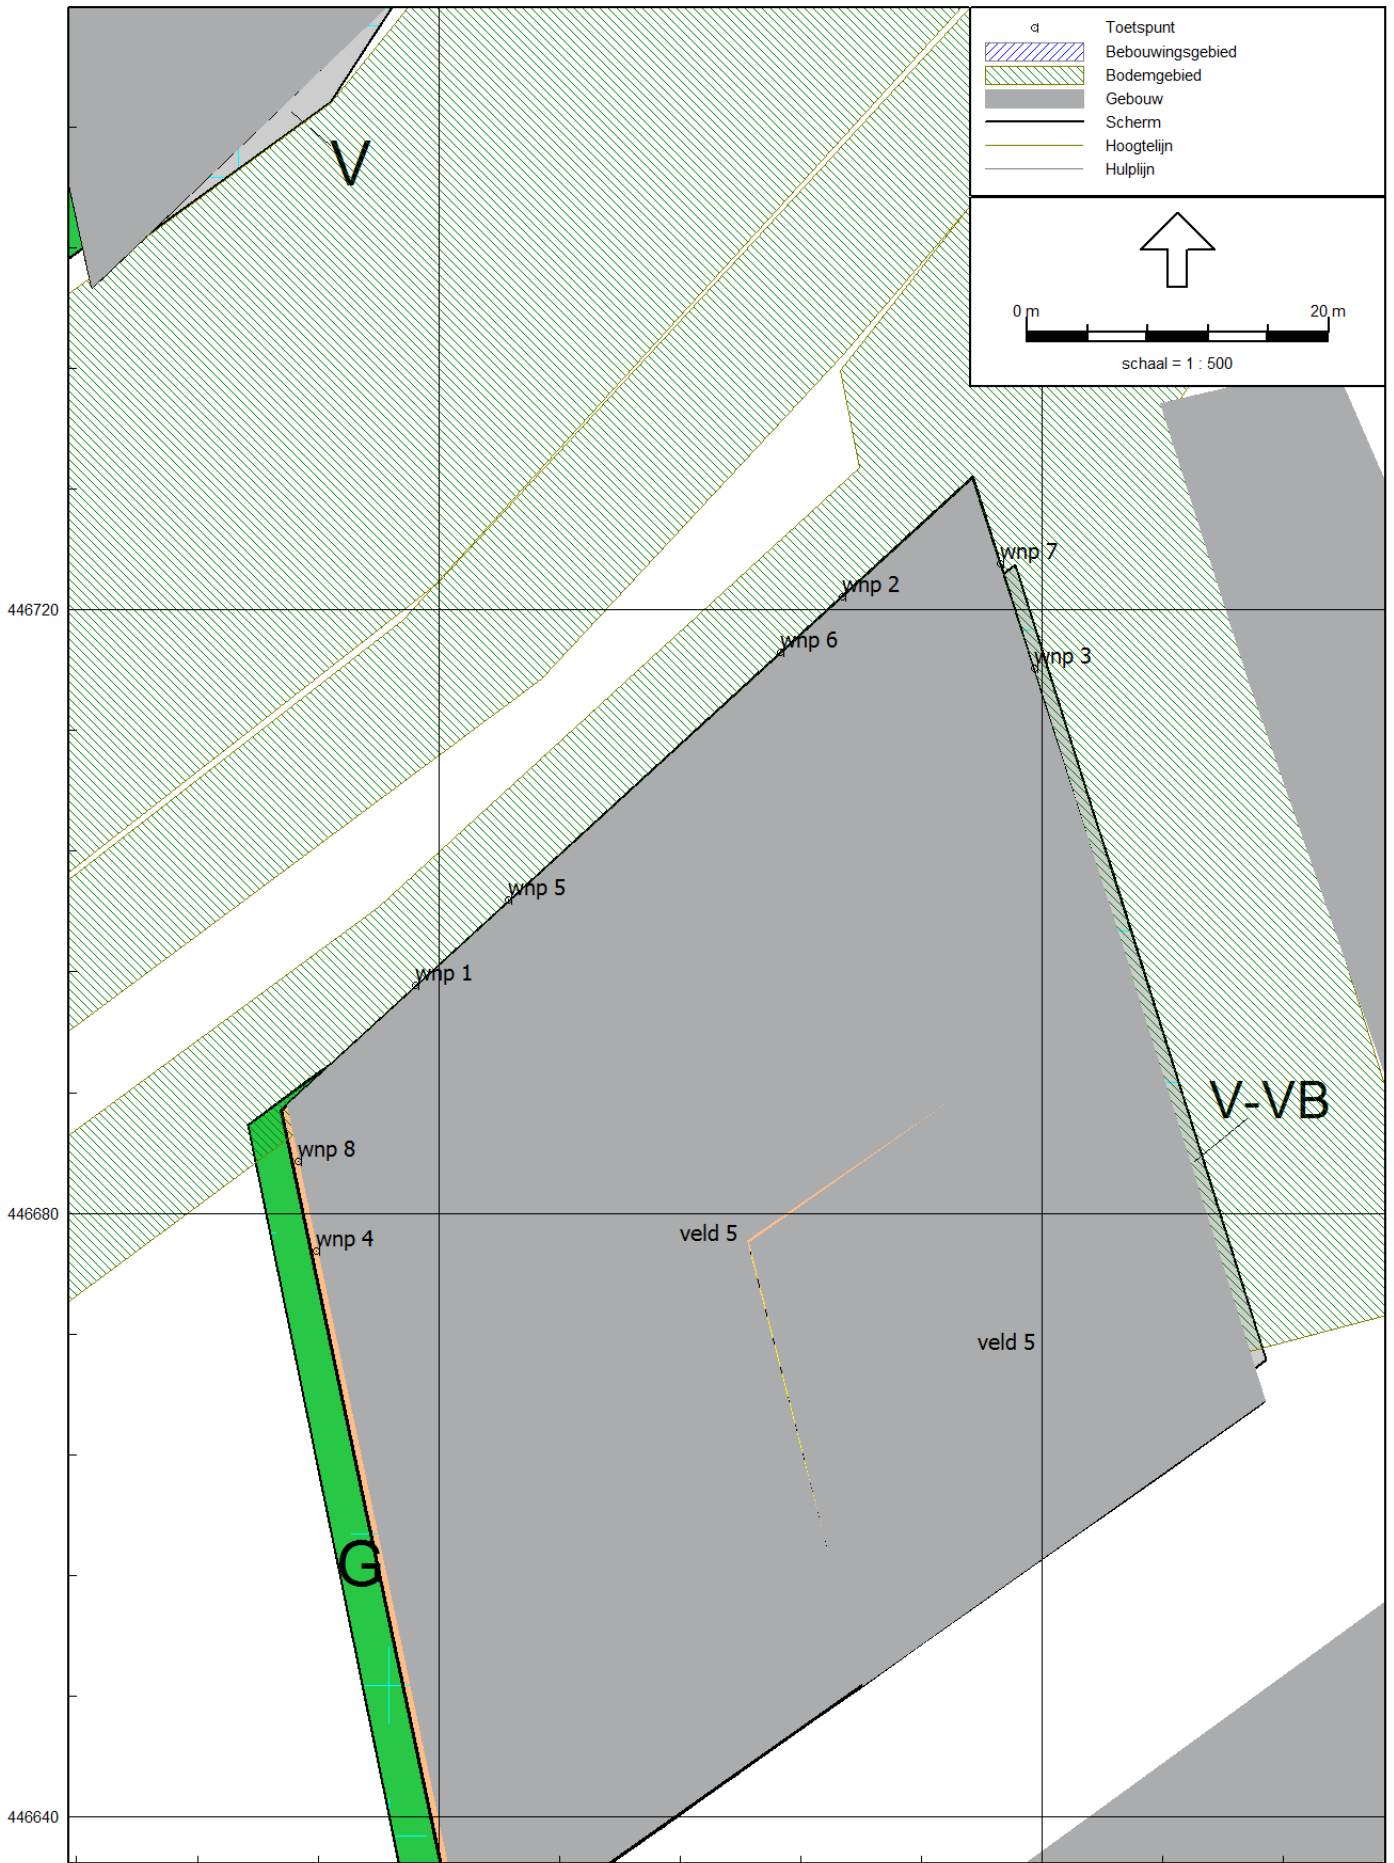 Toetspunt
Bebouwingsgebied
Bodemgebied
Gebouw
Scherm
Hoogtelijn
Hulplijn
V
0 m
20 m
schaal = 1 : 500
wnp 7
wnp 2
446720
wnp 6
wnp 3
wnp 5
wnp 1
V-VB
wnp 8
446680
wnp 4
veld 5
veld 5
G
446640